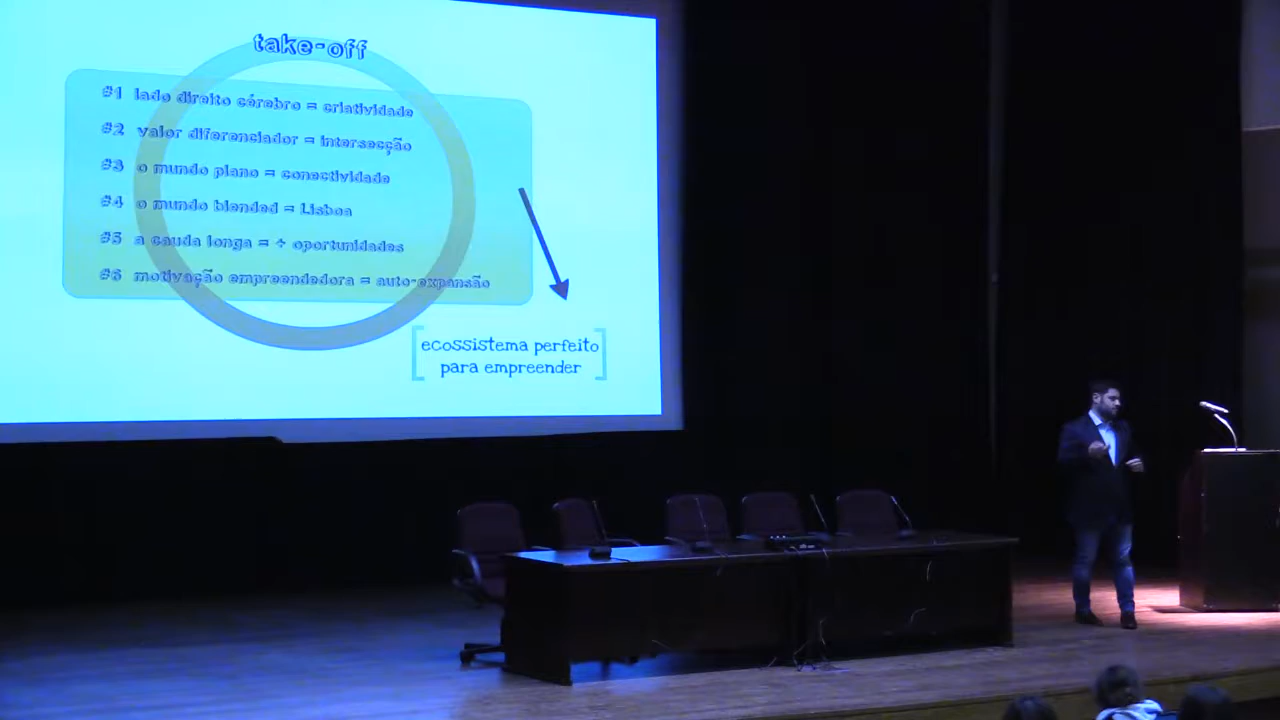 take-off
#1 lado direito cérebro = criatividade
#2 valor diferenciador = intersecção
#3 o mundo plano = conectividade
#4 o mundo blended = Lisboa
#5 a cauda longa = + oportunidades
#6 motivação empreendedora = auto-expansão
[ecossistema perfeito
para empreender]